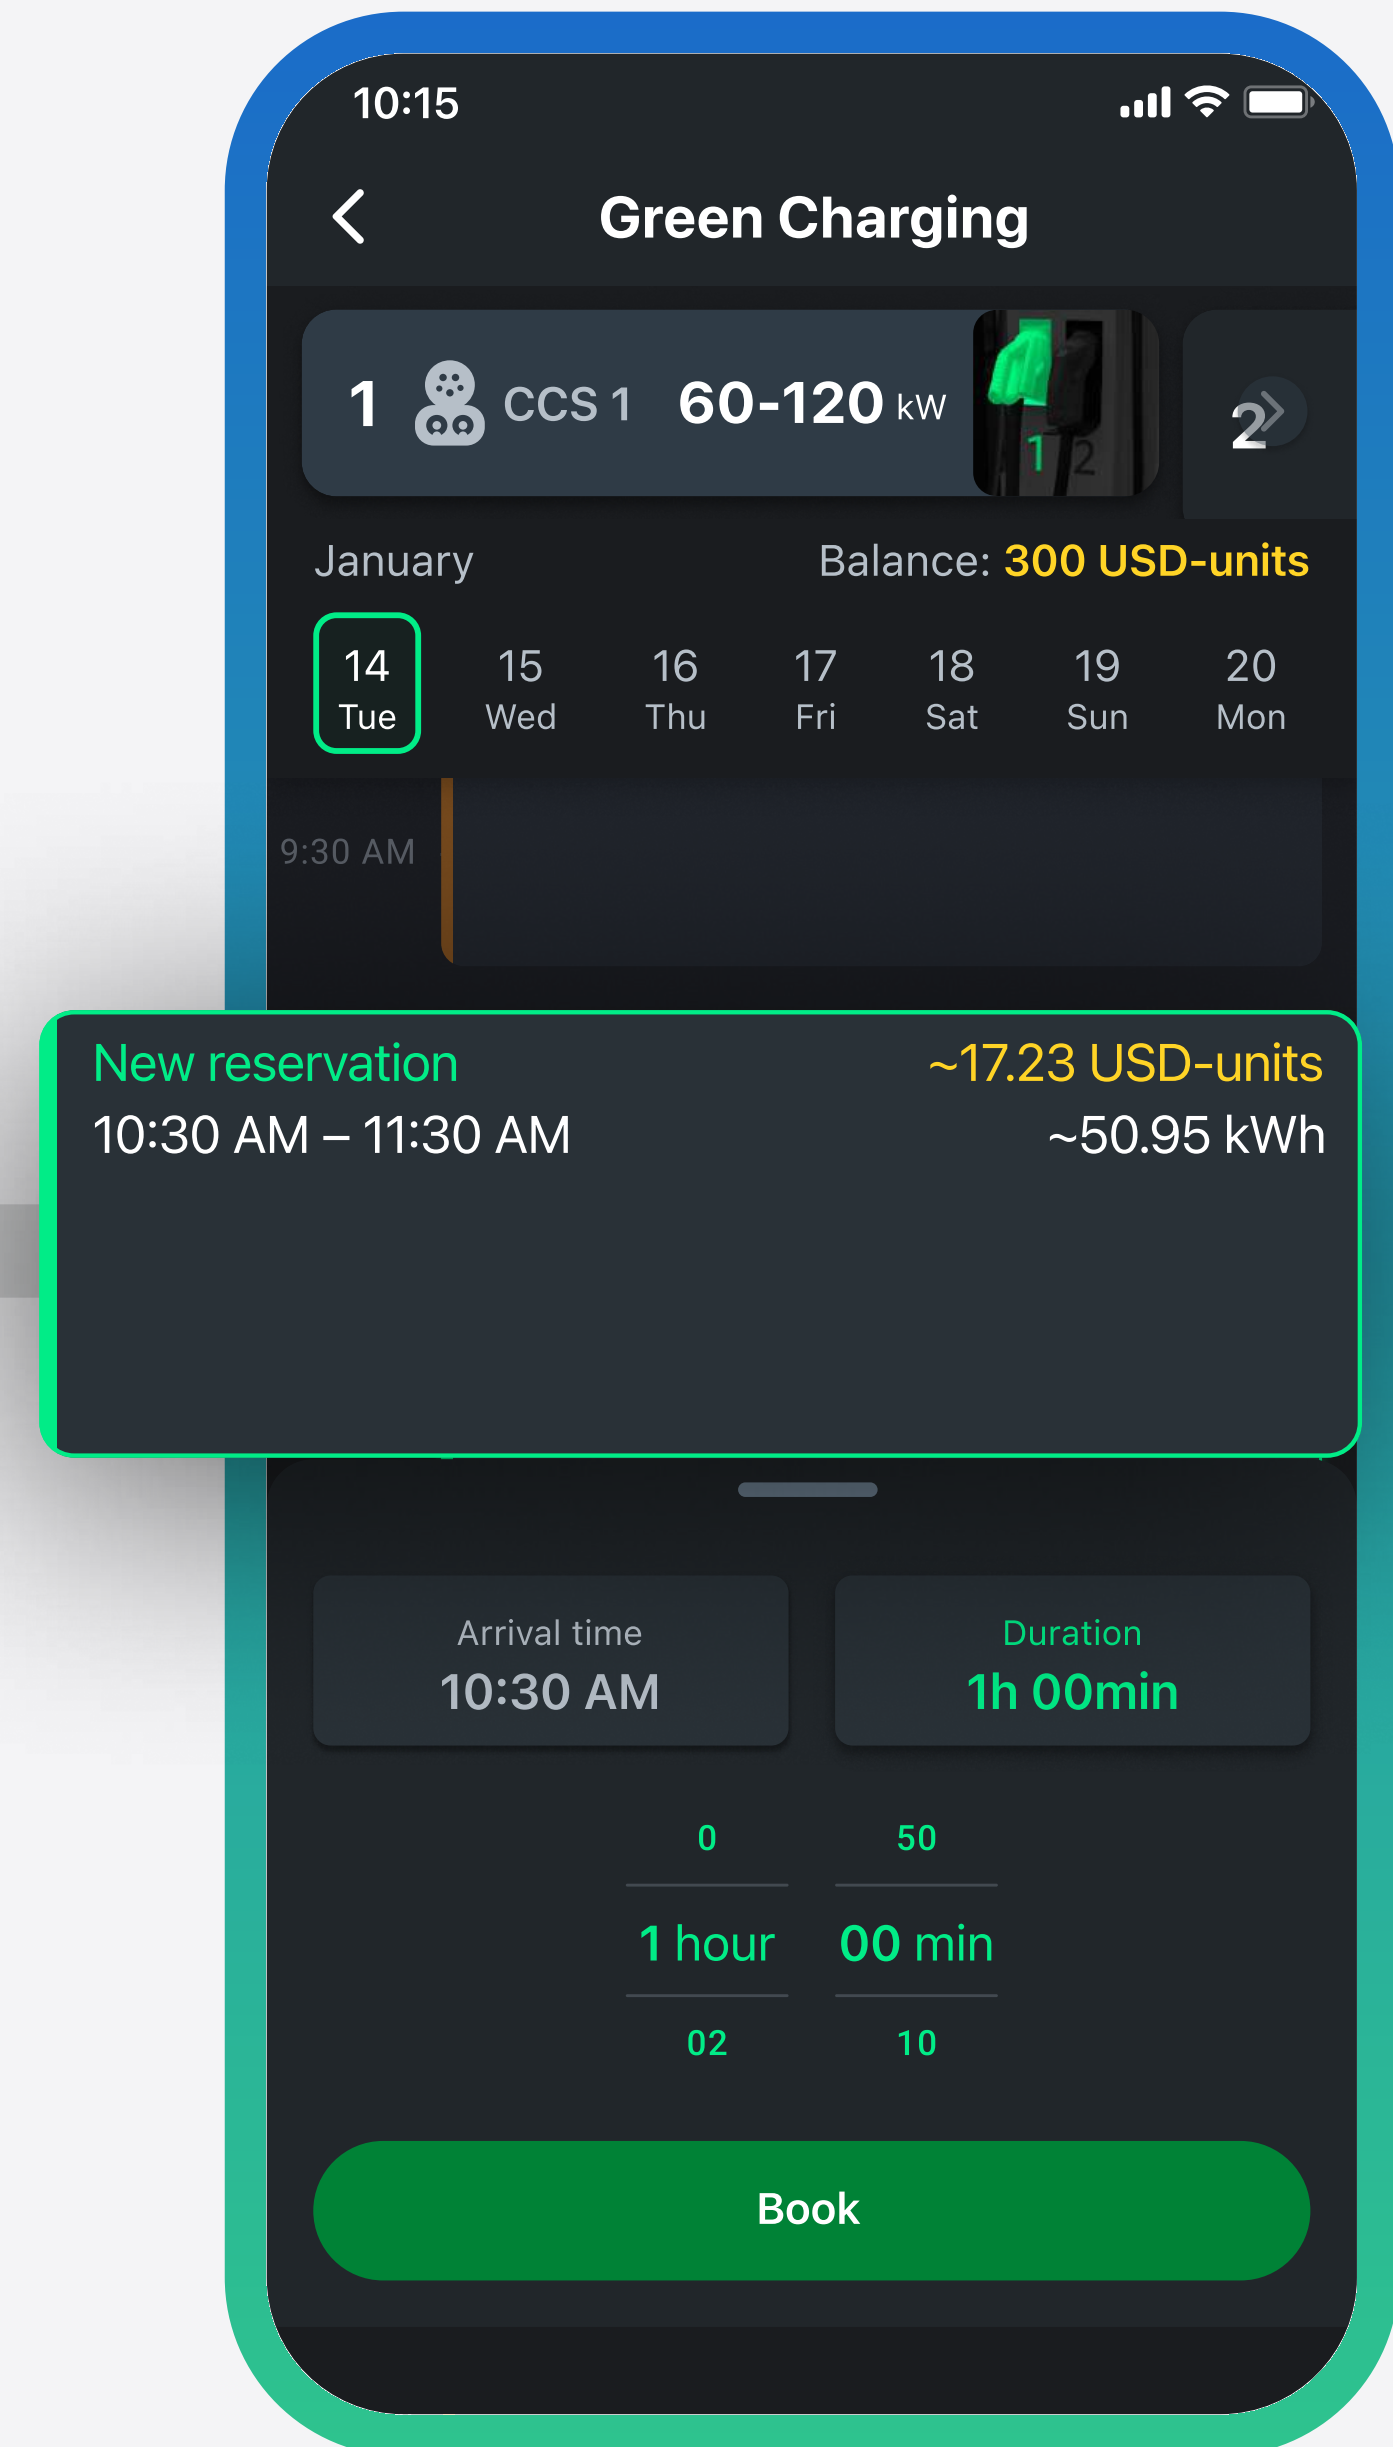 10:15
Green Charging
1 CCS 1 60-120 kW
1 2
2
January Balance: 300 USD-units
14 15 16 17 18 19 20
Tue Wed Thu Fri Sat Sun Mon
9:30 AM
New reservation ~17.23 USD-units
10:30 AM – 11:30 AM ~50.95 kWh
Arrival time Duration
10:30 AM 1h 00min
0 50
1 hour 00 min
02 10
Book